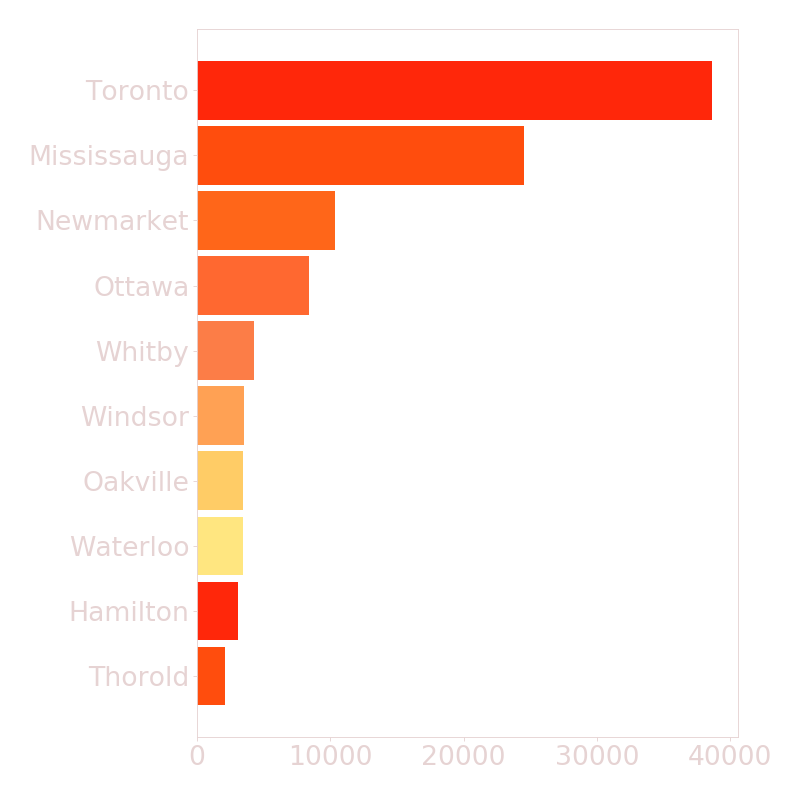 Toronto
Mississauga
Newmarket
Ottawa
Whitby
Windsor
Oakville
Waterloo
Hamilton
Thorold
0 10000 20000 30000 40000